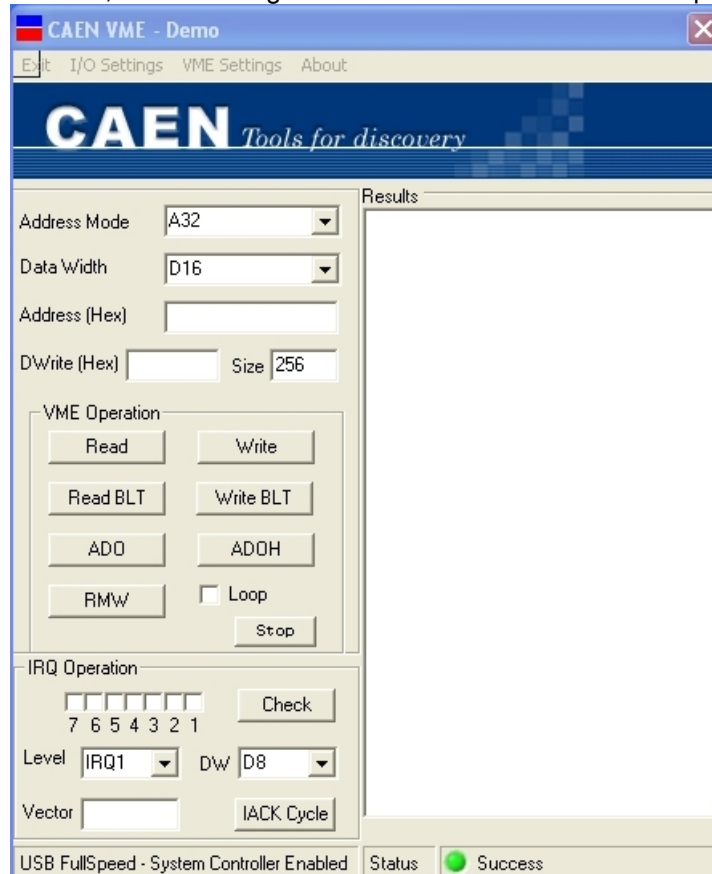 CAEN VME - Demo
Exit I/O Settings VME Settings About
CAEN Tools for discovery
Address Mode A32
Data Width D16
Address (Hex)
DWrite (Hex) Size 256
VME Operation
Read Write
Read BLT Write BLT
ADO ADOH
RMW Loop
Stop
IRQ Operation
Check
7 6 5 4 3 2 1
Level IRQ1 DW D8
Vector IACK Cycle
Results
USB FullSpeed - System Controller Enabled Status Success